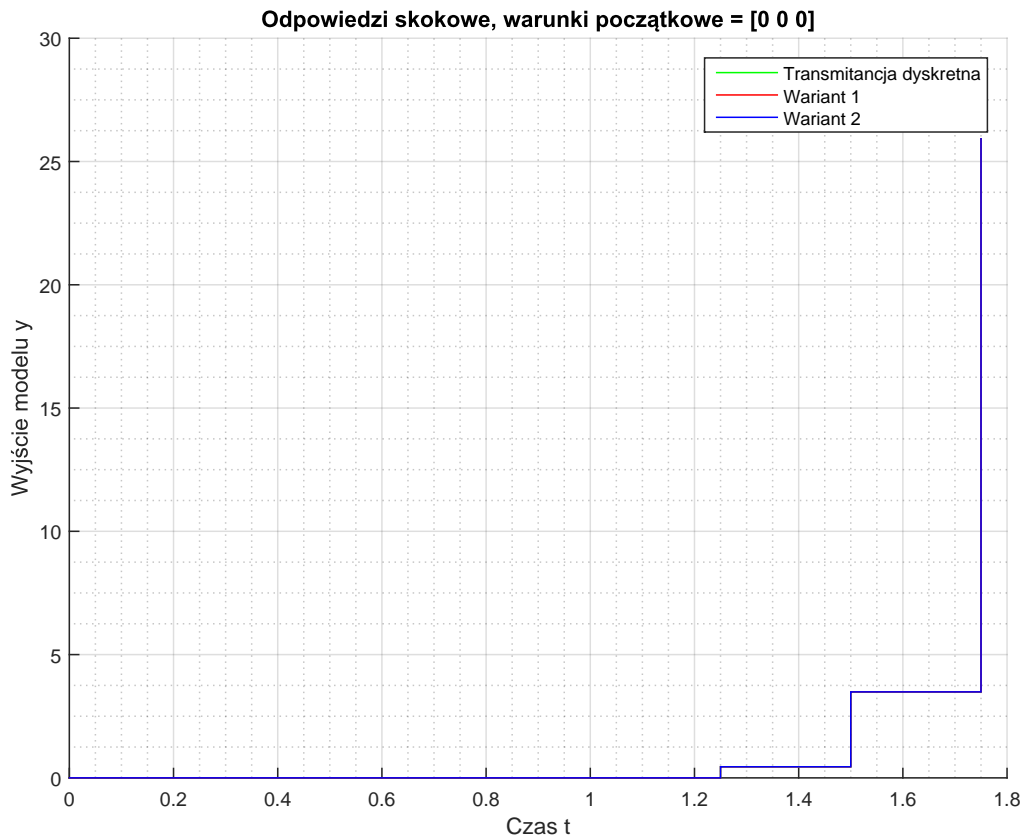 Odpowiedzi skokowe, warunki początkowe = [0 0 0]
30
25
20
15
10
5
0
Wyjście modelu y
Transmitancja dyskretna
Wariant 1
Wariant 2
0 0.2 0.4 0.6 0.8 1 1.2 1.4 1.6 1.8
Czas t